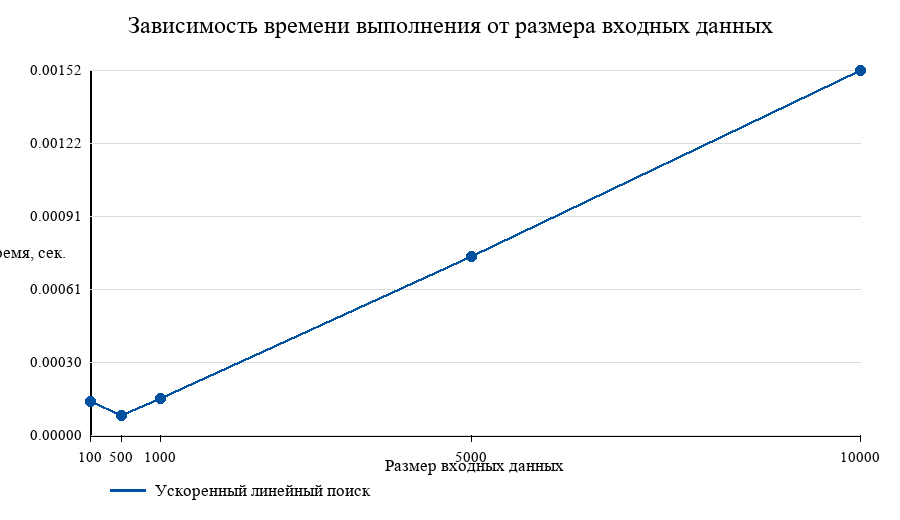 Зависимость времени выполнения от размера входных данных
0.00152
0.00122
0.00091
ремя, сек.
0.00061
0.00030
0.00000
100 500 1000 5000 10000
Размер входных данных
Ускоренный линейный поиск